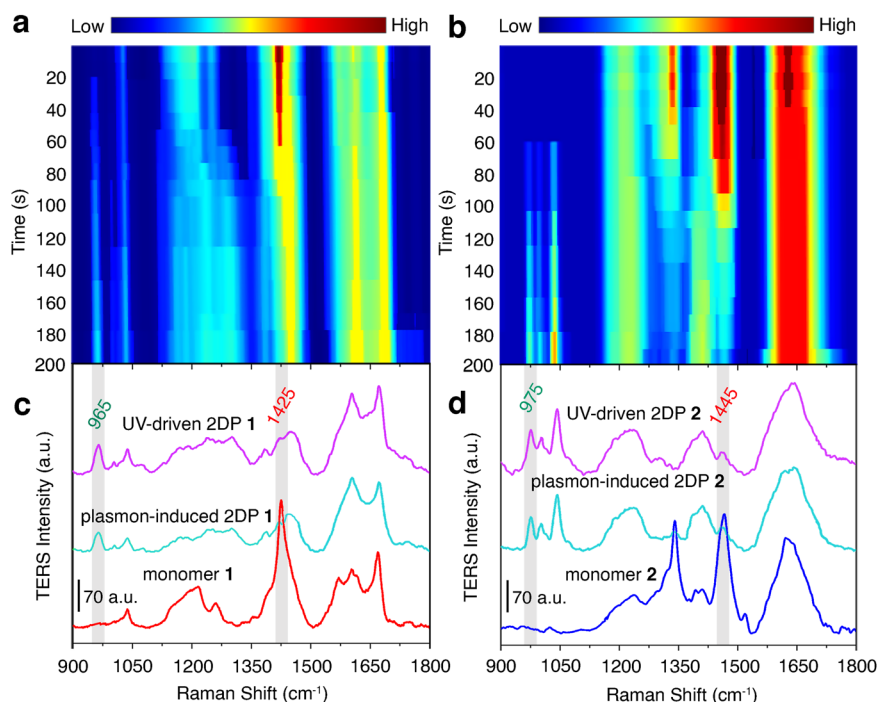 a
Low High
b
Low High
Time (s)
20
40
60
80
100
120
140
160
180
200
Time (s)
20
40
60
80
100
120
140
160
180
200
c
965
1425
UV-driven 2DP 1
plasmon-induced 2DP 1
monomer 1
70 a.u.
TERS Intensity (a.u.)
900 1050 1200 1350 1500 1650 1800
Raman Shift (cm⁻¹)
d
975
1445
UV-driven 2DP 2
plasmon-induced 2DP 2
monomer 2
70 a.u.
TERS Intensity (a.u.)
900 1050 1200 1350 1500 1650 1800
Raman Shift (cm⁻¹)